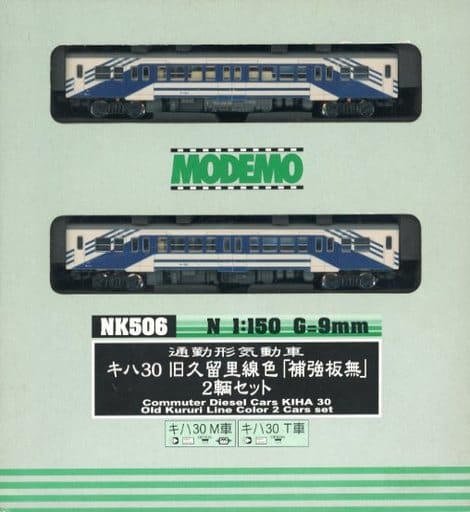 MODEMO
NK506 N 1:150 G=9mm
通勤形気動車
キハ30 旧久留里線色「補強板無」
2輌セット
Commuter Diesel Cars KIHA 30
Old Kururi Line Color 2 Cars set
キハ30 M車 キハ30 T車